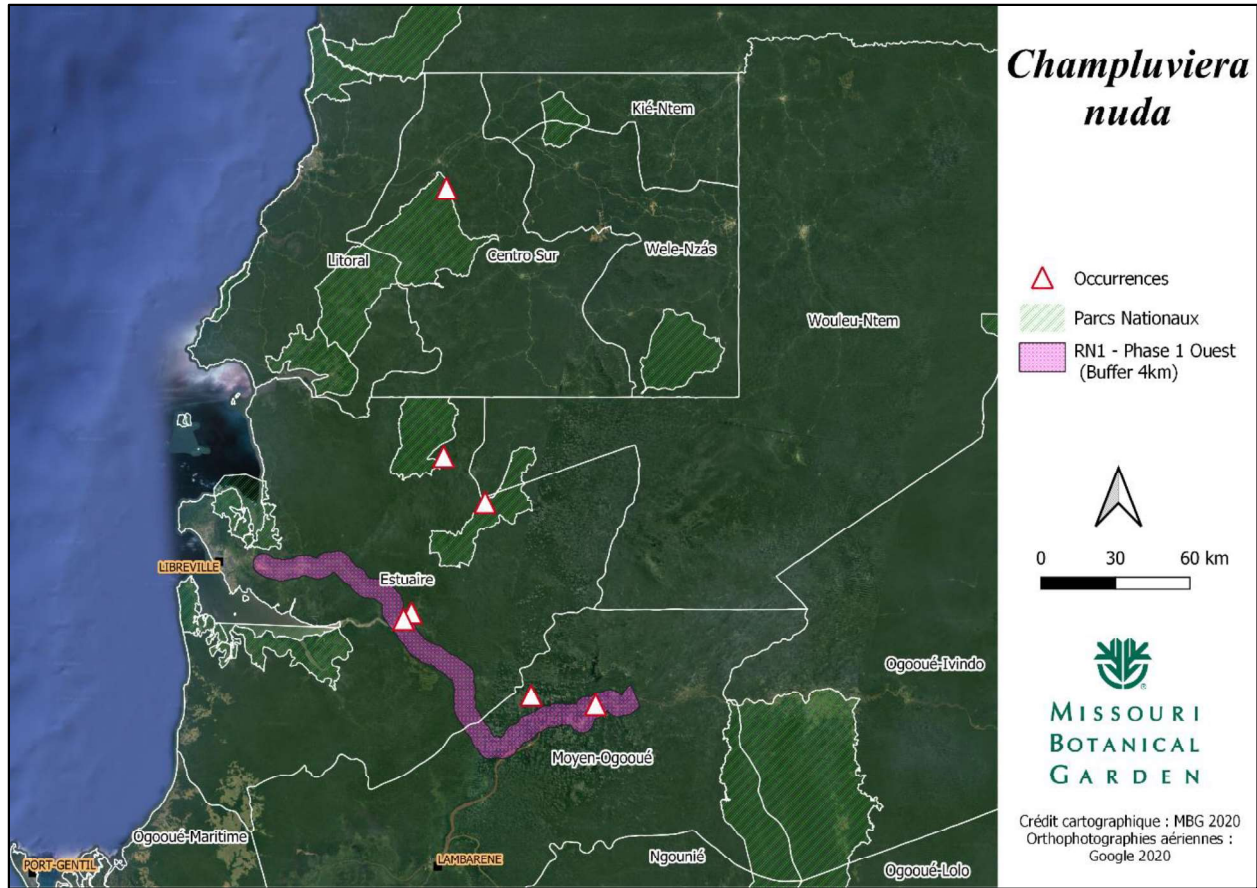 Champluviera
nuda
Occurrences
Parcs Nationaux
RN1 - Phase 1 Ouest
(Buffer 4km)
0 30 60 km
MISSOURI
BOTANICAL
GARDEN
Crédit cartographique : MBG 2020
Orthophotographies aériennes :
Google 2020
Kié-Ntem
Litoral
Centro Sur
Wele-Nzás
Wouleu-Ntem
LIBREVILLE
Estuaire
Ogooué-Ivindo
Moyen-Ogooué
Ogooué-Maritime
PORT-GENTIL
LAMBARENE
Ngounié
Ogooué-Lolo